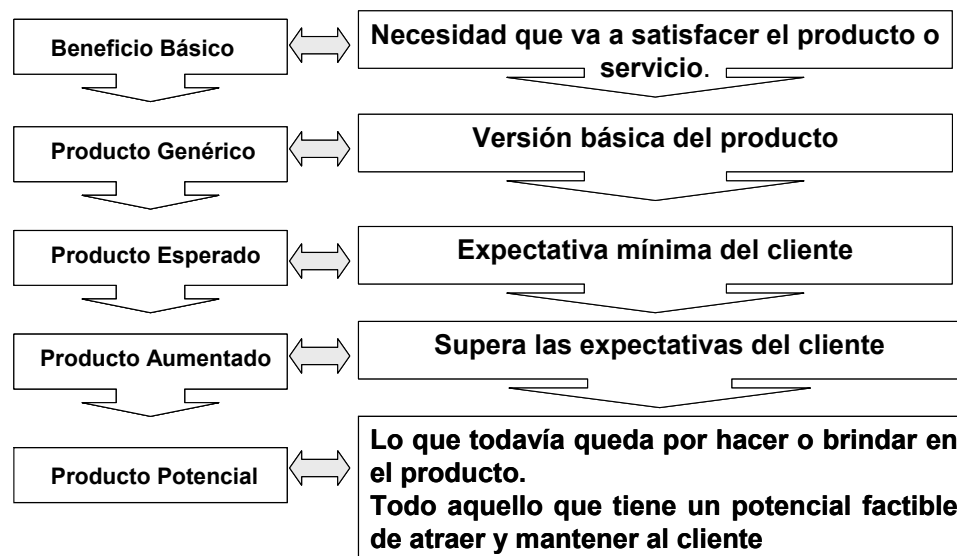 Beneficio Básico
Necesidad que va a satisfacer el producto o
servicio.
Producto Genérico
Versión básica del producto
Producto Esperado
Expectativa mínima del cliente
Producto Aumentado
Supera las expectativas del cliente
Producto Potencial
Lo que todavía queda por hacer o brindar en
el producto.
Todo aquello que tiene un potencial factible
de atraer y mantener al cliente